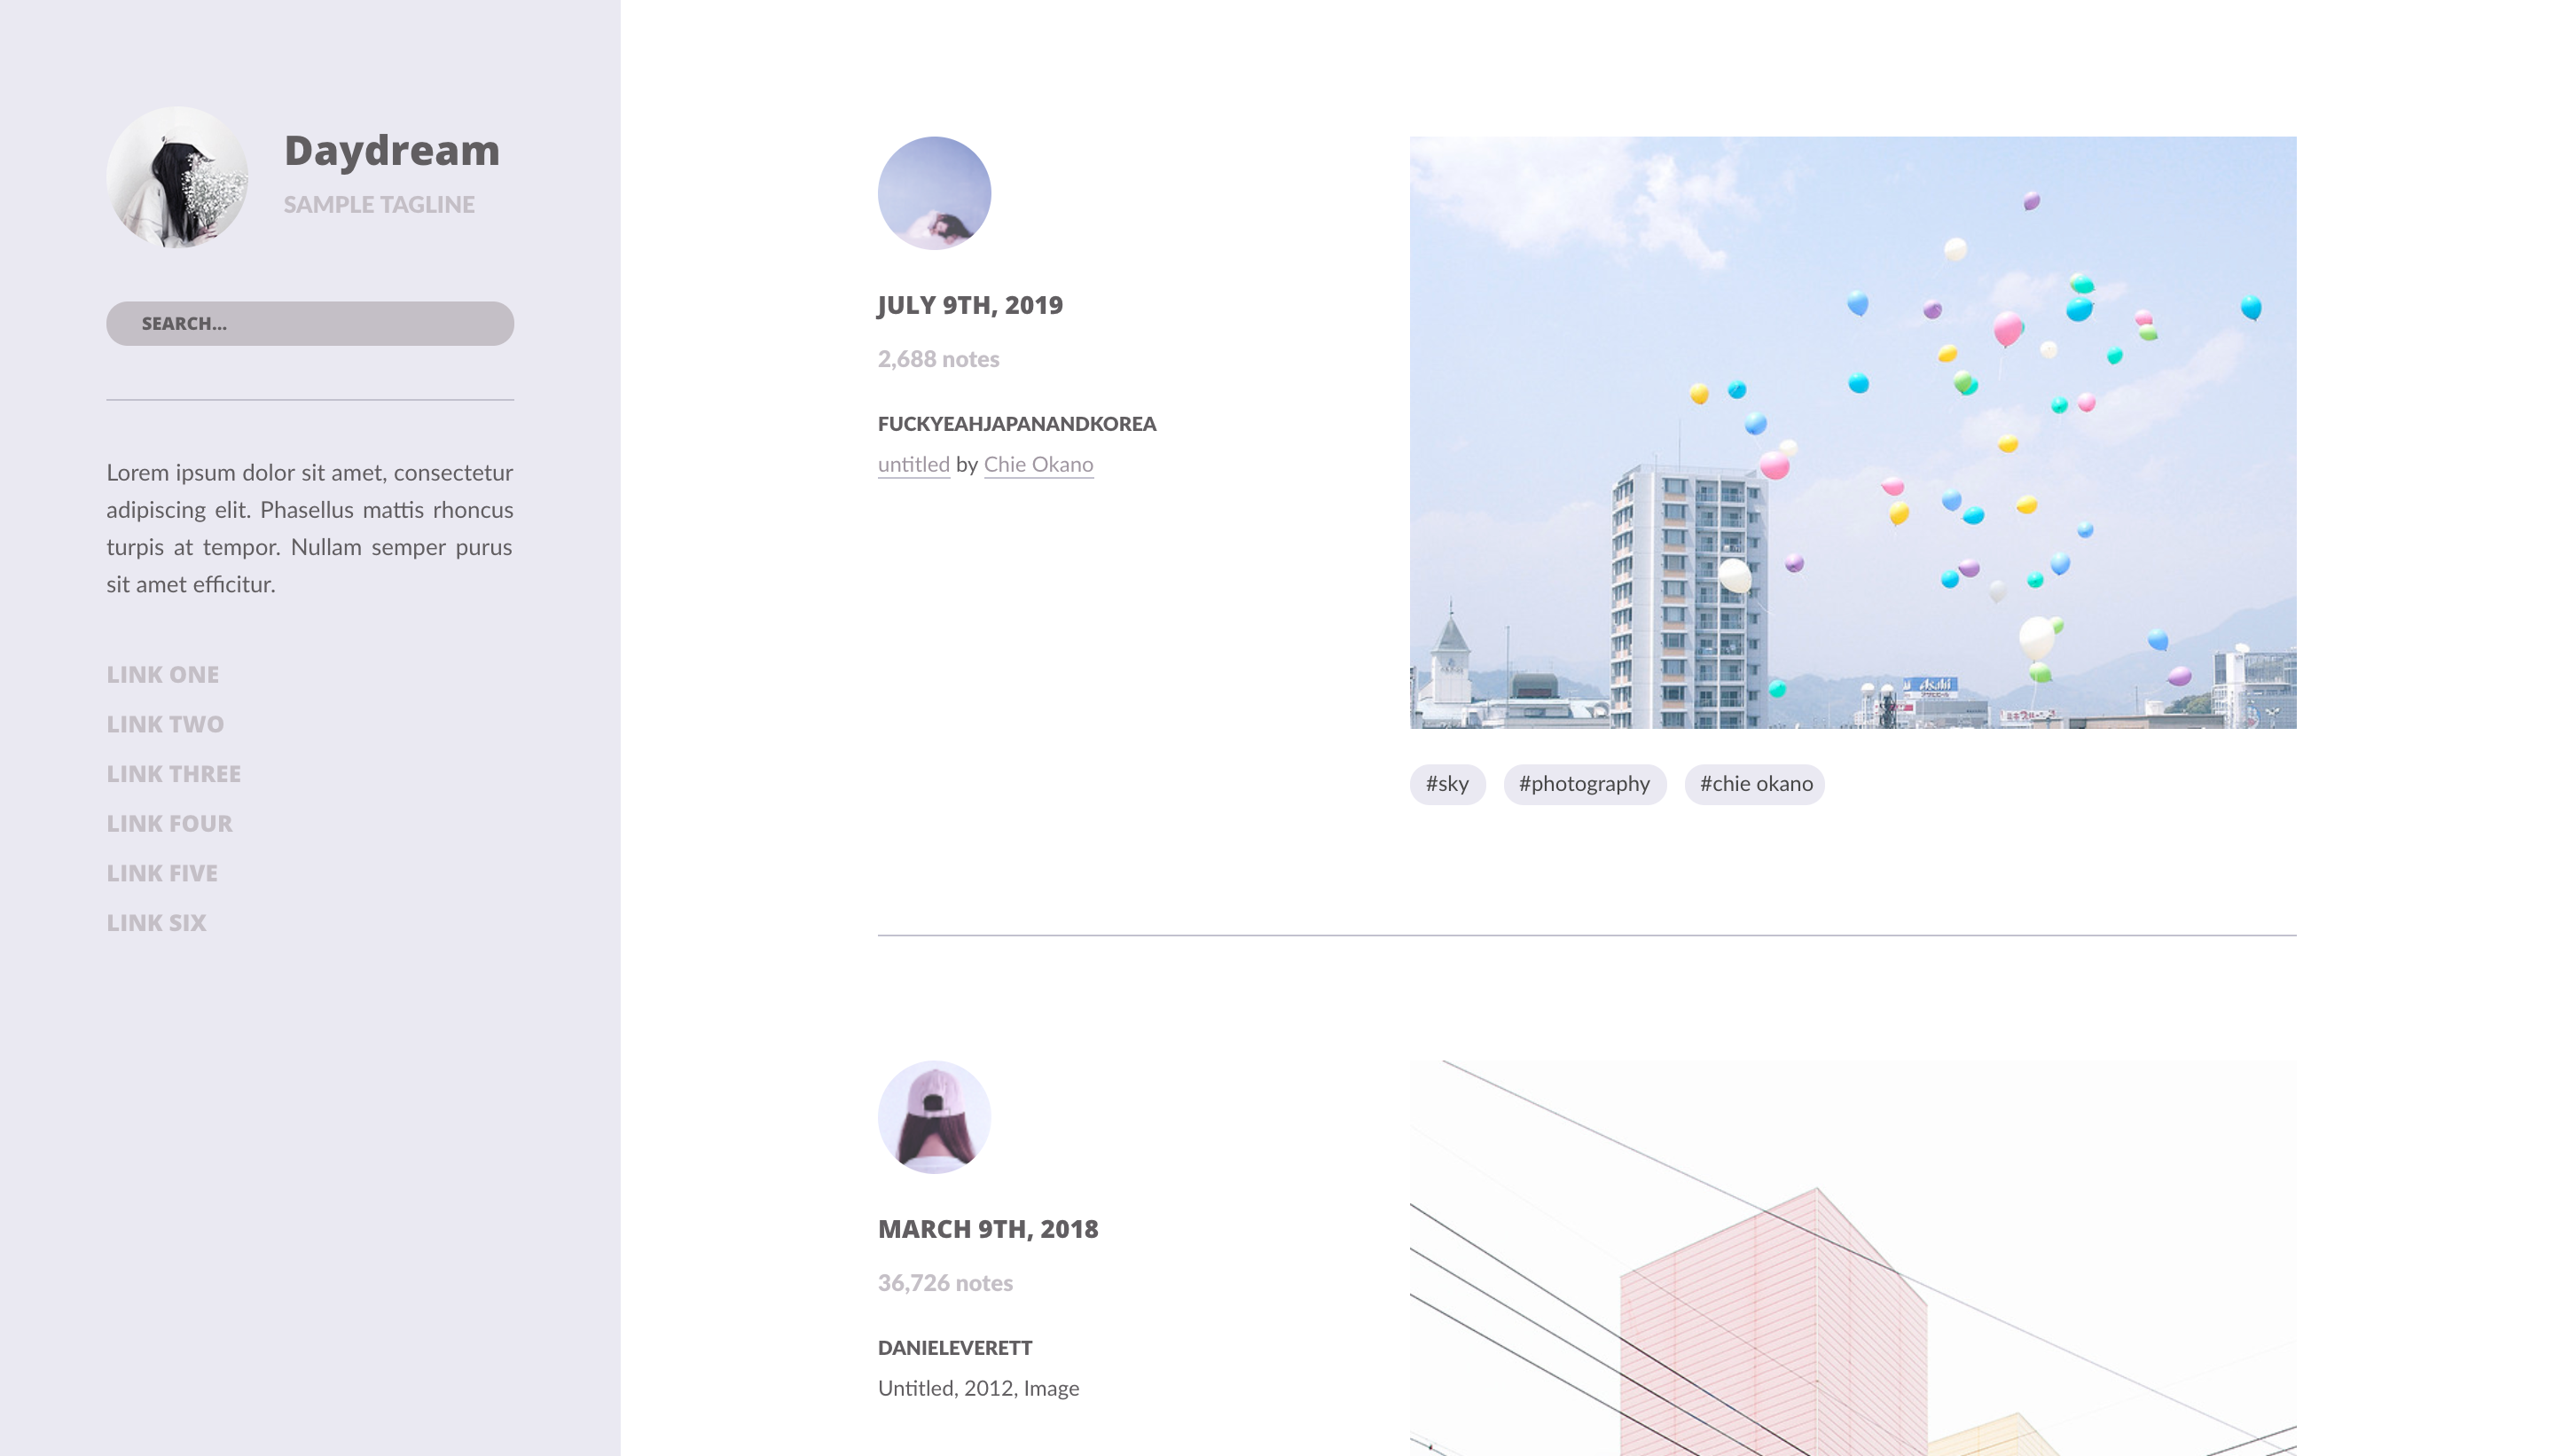 Daydream
SAMPLE TAGLINE
SEARCH...
Lorem ipsum dolor sit amet, consectetur
adipiscing elit. Phasellus mattis rhoncus
turpis at tempor. Nullam semper purus
sit amet efficitur.
LINK ONE
LINK TWO
LINK THREE
LINK FOUR
LINK FIVE
LINK SIX
JULY 9TH, 2019
2,688 notes
FUCKYEAHJAPANANDKOREA
untitled by Chie Okano
Asahi
#sky #photography #chie okano
MARCH 9TH, 2018
36,726 notes
DANIELEVERETT
Untitled, 2012, Image